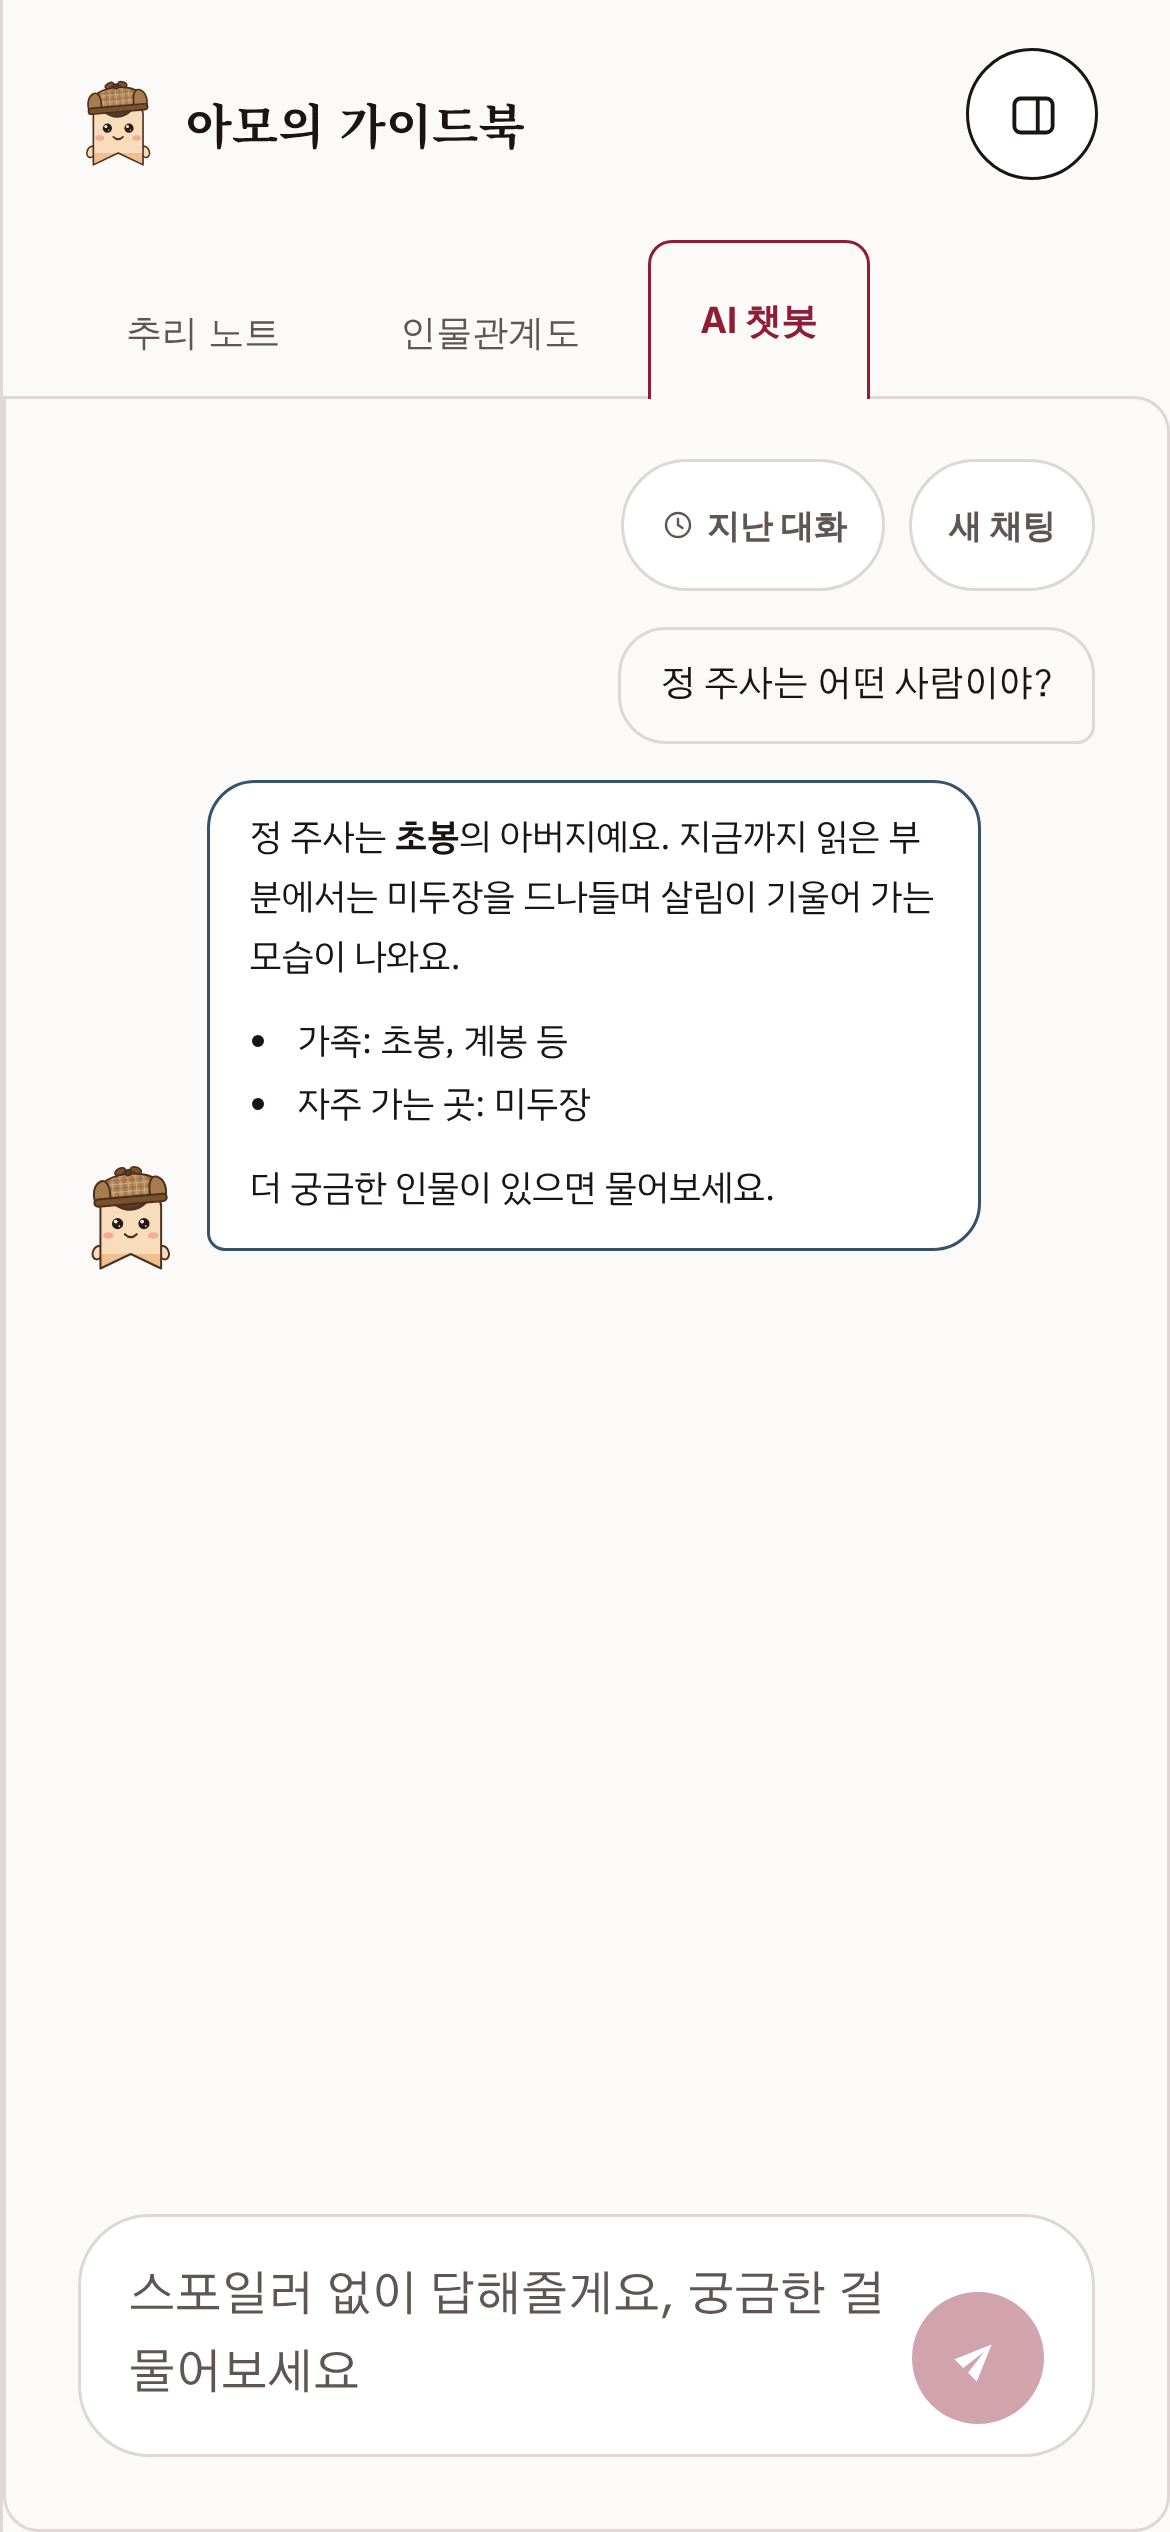 아모의 가이드북
추리 노트
인물관계도
AI 챗봇
지난 대화
새 채팅
정 주사는 어떤 사람이야?
정 주사는 초봉의 아버지예요. 지금까지 읽은 부
분에서는 미두장을 드나들며 살림이 기울어 가는
모습이 나와요.
• 가족: 초봉, 계봉 등
• 자주 가는 곳: 미두장
더 궁금한 인물이 있으면 물어보세요.
스포일러 없이 답해줄게요, 궁금한 걸
물어보세요